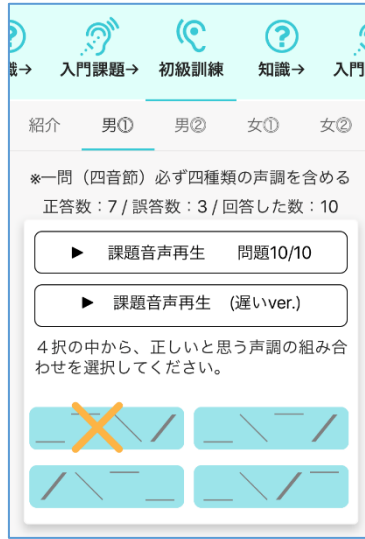 識→ 入門課題→ 初級訓練 知識→ 入門
紹介 男① 男② 女① 女②
※一問（四音節）必ず四種類の声調を含める
正答数：7 / 誤答数：3 / 回答した数：10
▶ 課題音声再生 問題10/10
▶ 課題音声再生 (遅いver.)
４択の中から、正しいと思う声調の組み合
わせを選択してください。